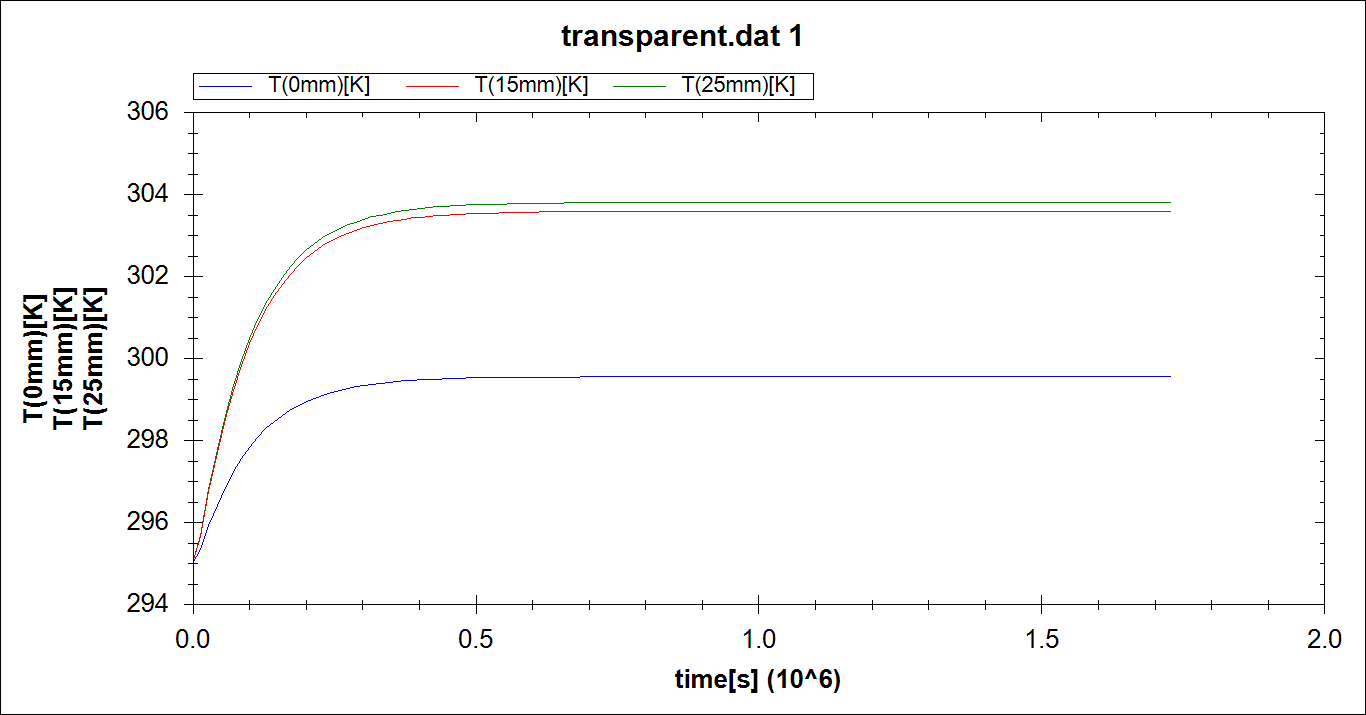 transparent.dat 1
T(0mm)[K] T(15mm)[K] T(25mm)[K]
306
304
302
300
298
296
294
T(0mm)[K]
T(15mm)[K]
T(25mm)[K]
0.0 0.5 1.0 1.5 2.0
time[s] (10^6)